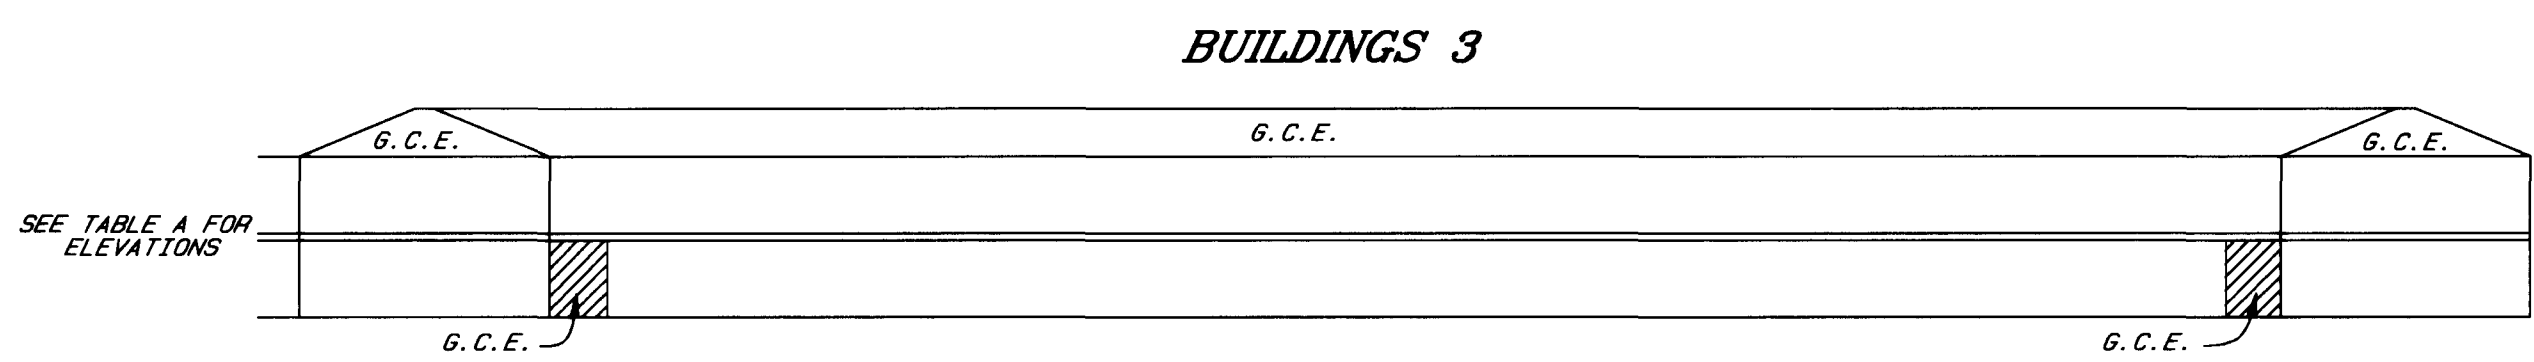 BUILDINGS 3
G.C.E.
G.C.E.
G.C.E.
SEE TABLE A FOR
ELEVATIONS
G.C.E.
G.C.E.